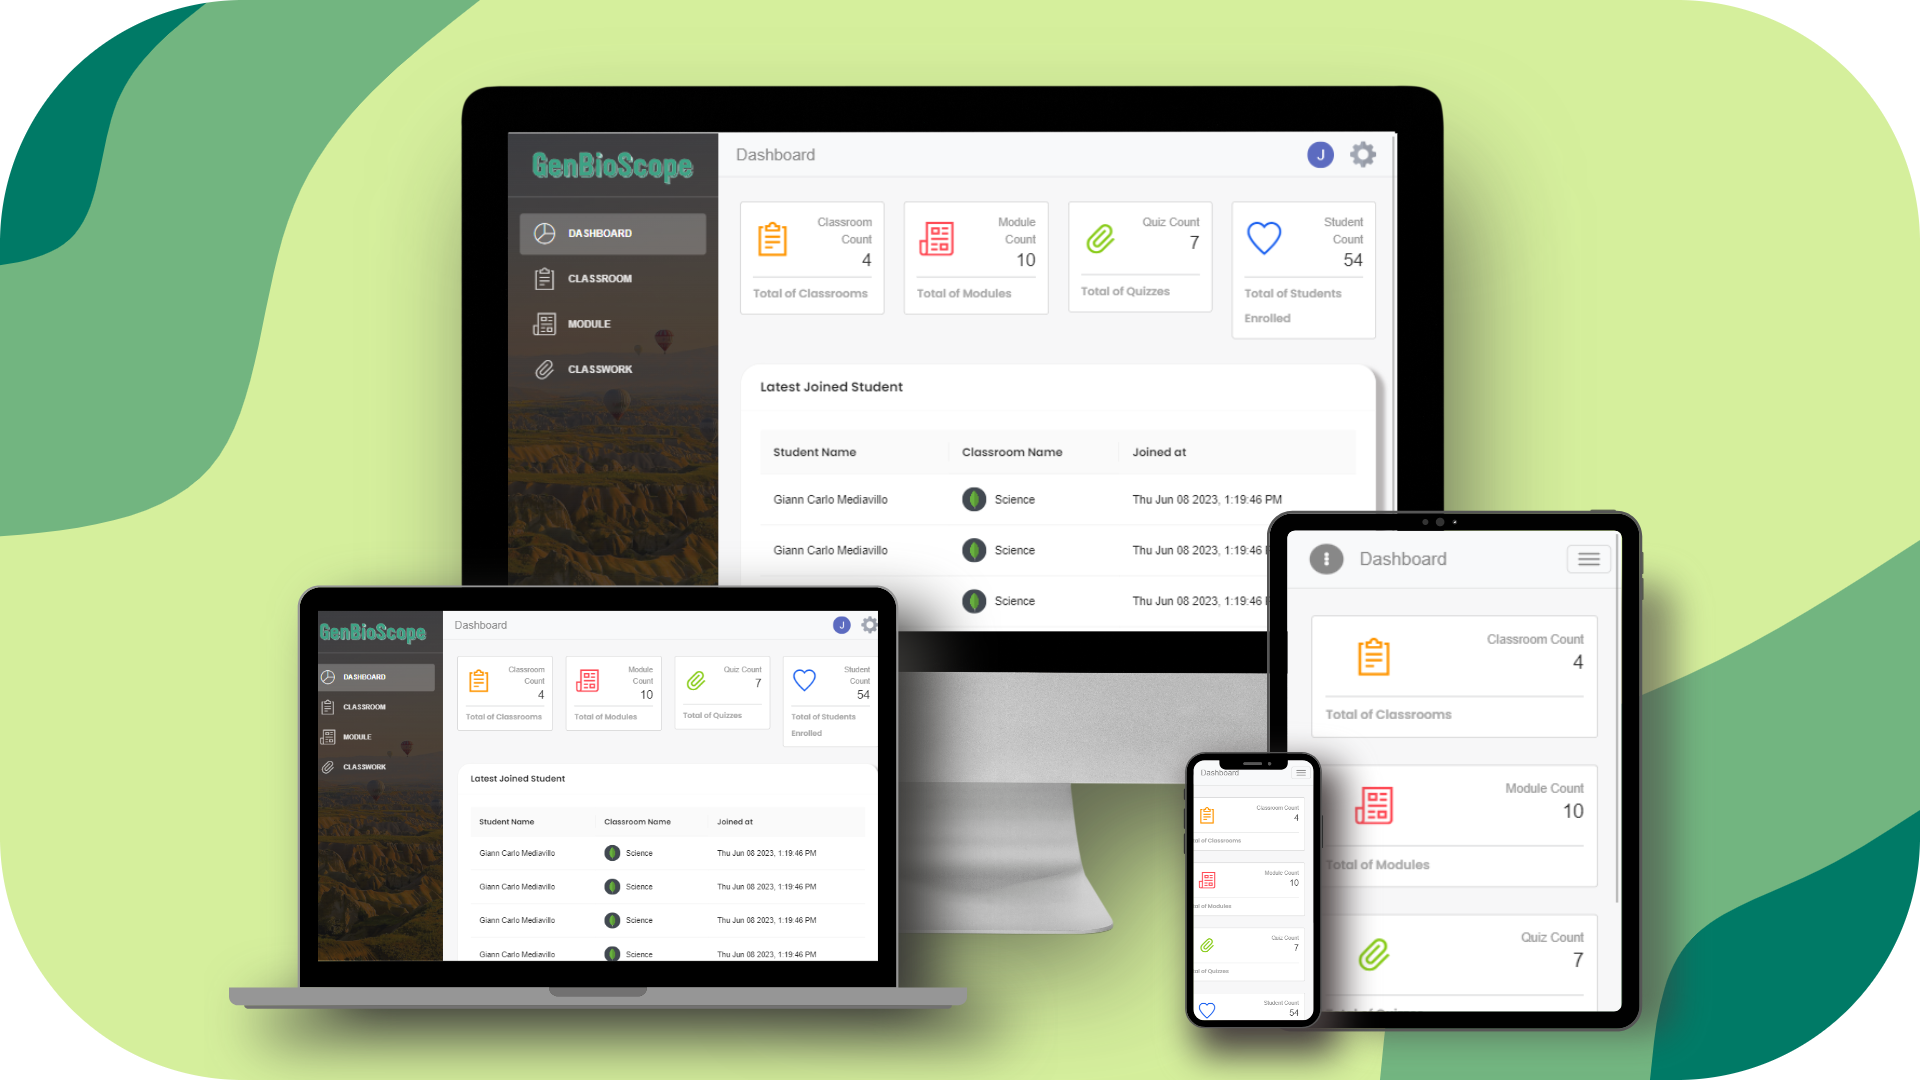 GenBioScope
DASHBOARD
CLASSROOM
MODULE
CLASSWORK
Dashboard
J
Classroom
Count
4
Total of Classrooms
Module
Count
10
Total of Modules
Quiz Count
7
Total of Quizzes
Student
Count
54
Total of Students
Enrolled
Latest Joined Student
Student Name Classroom Name Joined at
Giann Carlo Mediavillo Science Thu Jun 08 2023, 1:19:46 PM
Giann Carlo Mediavillo Science Thu Jun 08 2023, 1:19:46
Science Thu Jun 08 2023, 1:19:46
GenBioScope
DASHBOARD
CLASSROOM
MODULE
CLASSWORK
Dashboard
J
Classroom
Count
4
Total of Classrooms
Module
Count
10
Total of Modules
Quiz Count
7
Total of Quizzes
Student
Count
54
Total of Students
Enrolled
Latest Joined Student
Student Name Classroom Name Joined at
Giann Carlo Mediavillo Science Thu Jun 08 2023, 1:19:46 PM
Giann Carlo Mediavillo Science Thu Jun 08 2023, 1:19:46 PM
Giann Carlo Mediavillo Science Thu Jun 08 2023, 1:19:46 PM
Giann Carlo Mediavillo Science Thu Jun 08 2023, 1:19:46 PM
Dashboard
Classroom Count
4
of Classrooms
Module Count
10
of Modules
Quiz Count
7
of Quizzes
Student Count
54
Dashboard
Classroom Count
4
Total of Classrooms
Module Count
10
Total of Modules
Quiz Count
7